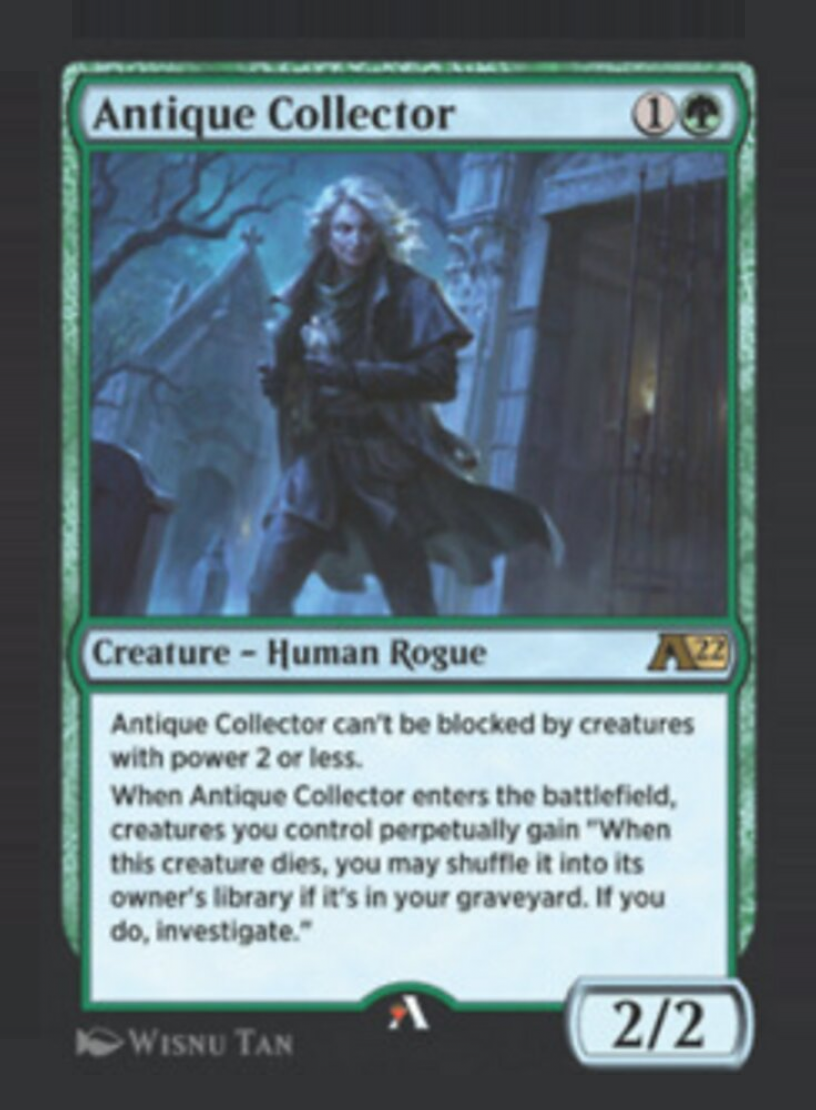 Antique Collector 1
Creature – Human Rogue A22
Antique Collector can't be blocked by creatures
with power 2 or less.
When Antique Collector enters the battlefield,
creatures you control perpetually gain "When
this creature dies, you may shuffle it into its
owner's library if it's in your graveyard. If you
do, investigate."
2/2
Wisnu Tan